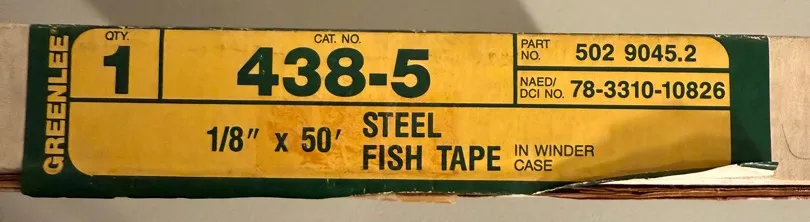 GREENLEE
QTY.
1
CAT. NO.
438-5
PART NO. 502 9045.2
NAED/ DCI NO. 78-3310-10826
1/8" x 50' STEEL FISH TAPE IN WINDER CASE